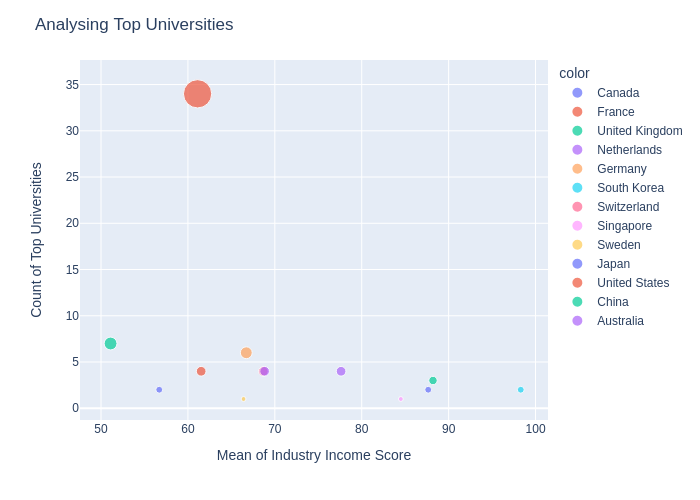 Analysing Top Universities
color
Canada
France
United Kingdom
Netherlands
Germany
South Korea
Switzerland
Singapore
Sweden
Japan
United States
China
Australia
Count of Top Universities
35
30
25
20
15
10
5
0
50 60 70 80 90 100
Mean of Industry Income Score